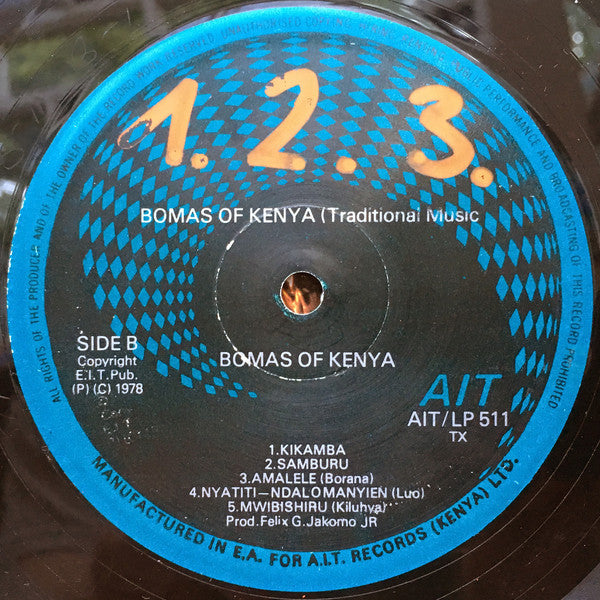 ALL RIGHTS OF THE PRODUCER AND OF THE OWNER OF THE RECORDED WORK RESERVED. UNAUTHORISED COPYING, PUBLIC PERFORMANCE AND BROADCASTING OF THIS RECORD PROHIBITED
1. 2. 3.
BOMAS OF KENYA (Traditional Music
SIDE B
Copyright
E.I.T.Pub.
(P) (C) 1978
BOMAS OF KENYA
AIT
AIT/LP 511
TX
1.KIKAMBA
2.SAMBURU
3.AMALELE (Borana)
4.NYATITI—NDALOMANYIEN (Luo)
5.MWIBISHIRU (Kiluhya)
Prod.Felix G.Jakomo JR
MANUFACTURED IN E.A. FOR A.I.T. RECORDS (KENYA) LTD.